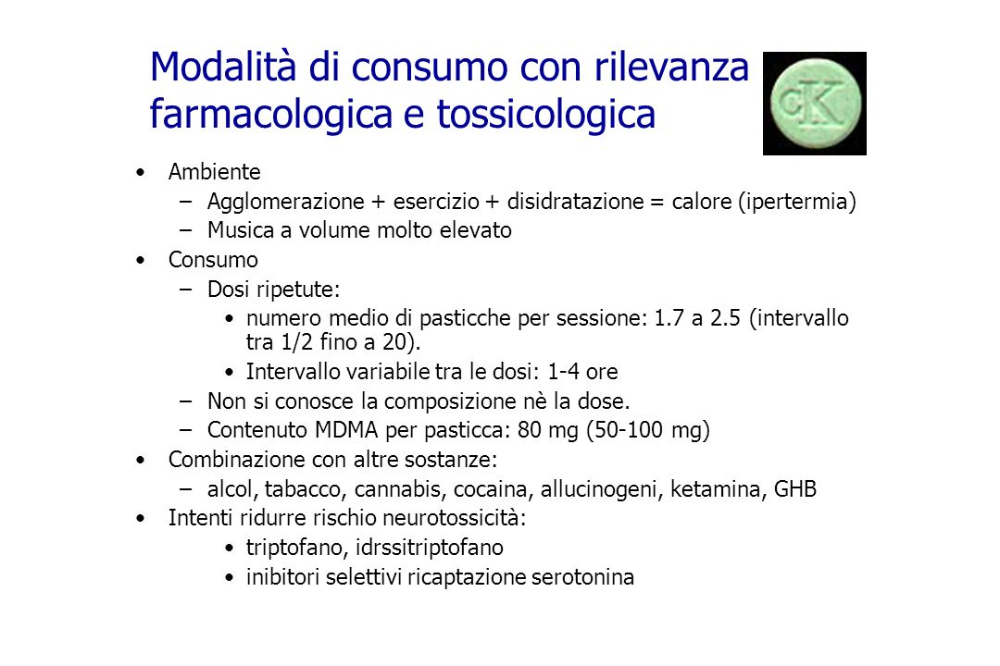 Modalità di consumo con rilevanza
farmacologica e tossicologica
CK
• Ambiente
– Agglomerazione + esercizio + disidratazione = calore (ipertermia)
– Musica a volume molto elevato
• Consumo
– Dosi ripetute:
• numero medio di pasticche per sessione: 1.7 a 2.5 (intervallo
tra 1/2 fino a 20).
• Intervallo variabile tra le dosi: 1-4 ore
– Non si conosce la composizione nè la dose.
– Contenuto MDMA per pasticca: 80 mg (50-100 mg)
• Combinazione con altre sostanze:
– alcol, tabacco, cannabis, cocaina, allucinogeni, ketamina, GHB
• Intenti ridurre rischio neurotossicità:
• triptofano, idrssitriptofano
• inibitori selettivi ricaptazione serotonina